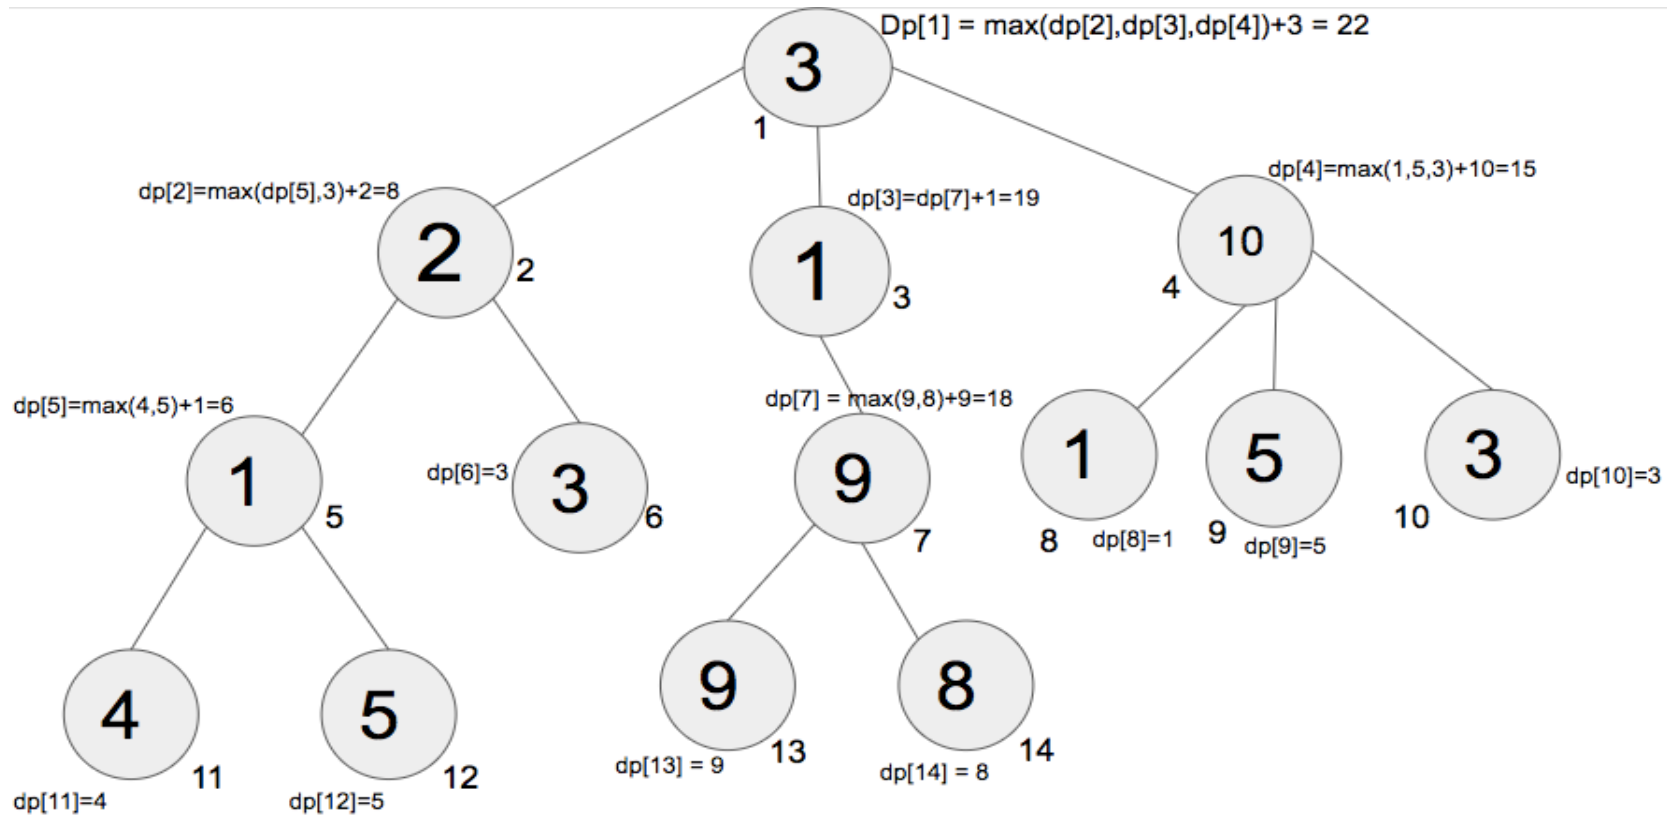 Dp[1] = max(dp[2],dp[3],dp[4])+3 = 22
3
1
dp[2]=max(dp[5],3)+2=8
2
2
dp[3]=dp[7]+1=19
1
3
dp[4]=max(1,5,3)+10=15
10
4
dp[5]=max(4,5)+1=6
1
5
dp[6]=3
3
6
dp[7] = max(9,8)+9=18
9
7
1
8
dp[8]=1
5
9
dp[9]=5
3
10
dp[10]=3
4
11
dp[11]=4
5
12
dp[12]=5
9
13
dp[13] = 9
8
14
dp[14] = 8